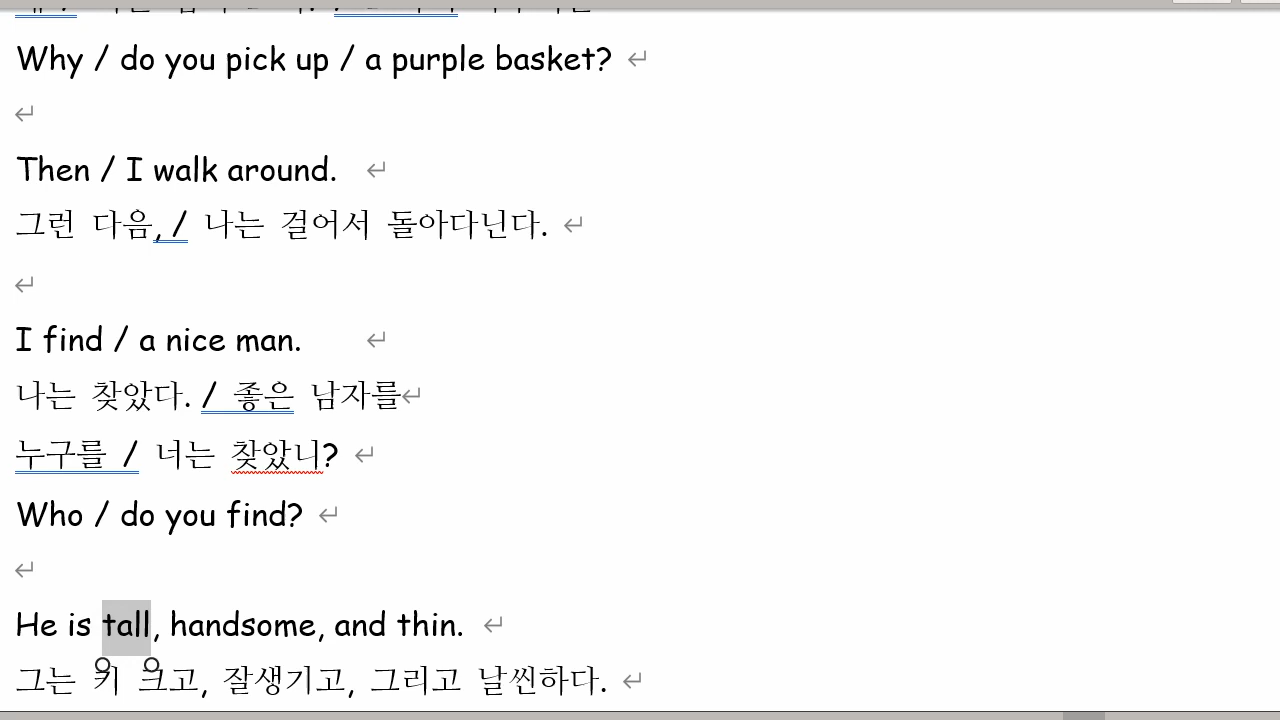 Why / do you pick up / a purple basket?
Then / I walk around.
그런 다음, / 나는 걸어서 돌아다닌다.
I find / a nice man.
나는 찾았다. / 좋은 남자를
누구를 / 너는 찾았니?
Who / do you find?
He is tall, handsome, and thin.
그는 키 크고, 잘생기고, 그리고 날씬하다.